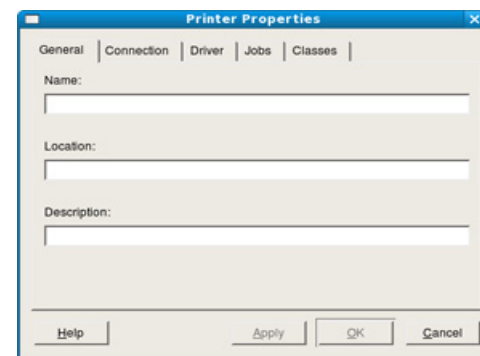 Printer Properties
General Connection Driver Jobs Classes
Name:
Location:
Description:
Help Apply OK Cancel